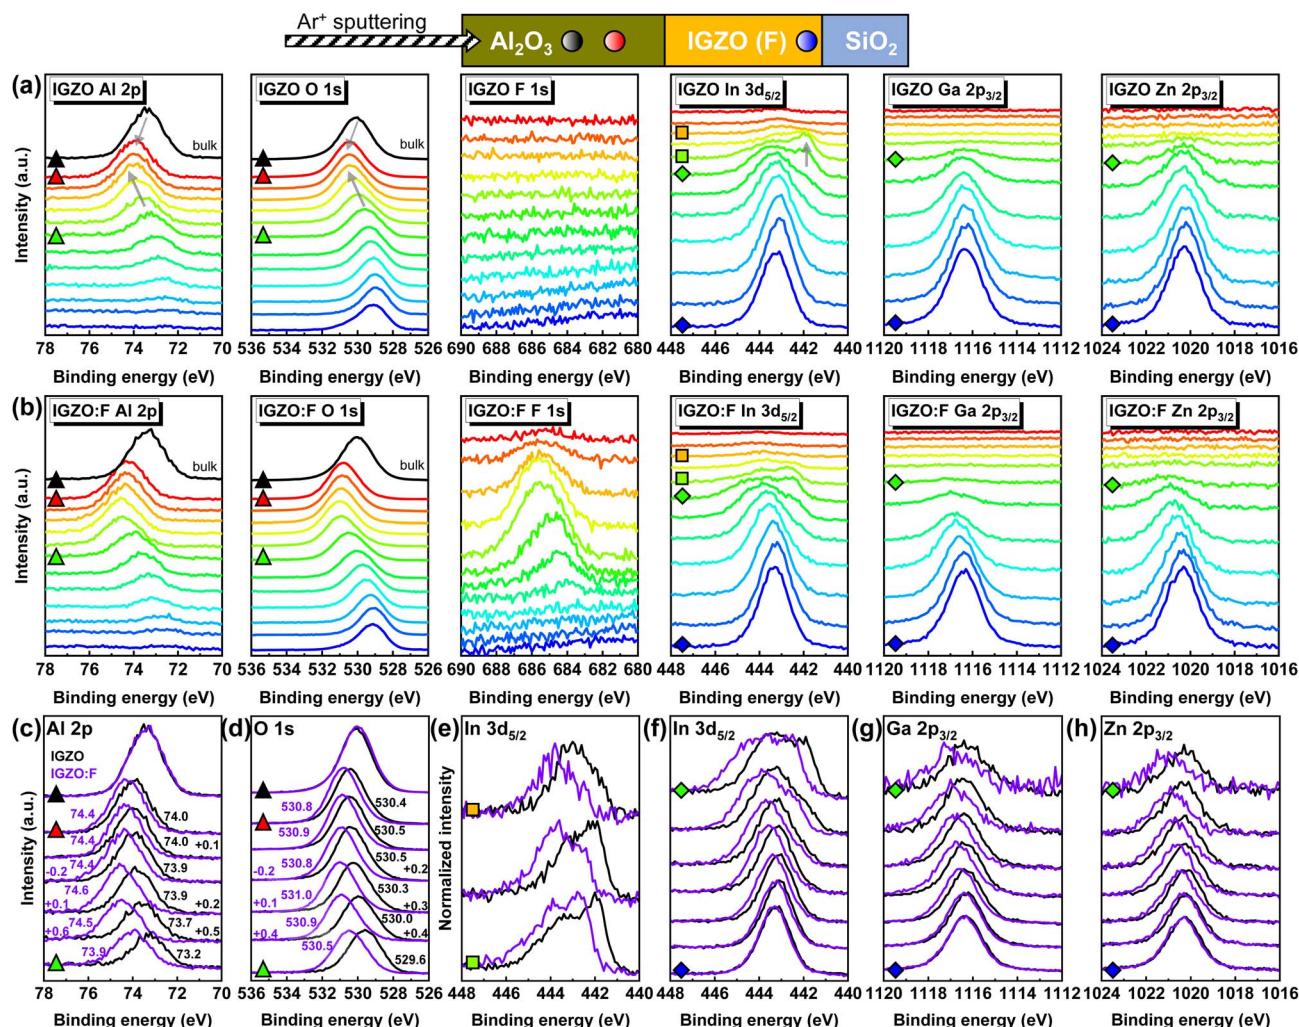 Ar⁺ sputtering
Al₂O₃
IGZO (F)
SiO₂
(a)
IGZO Al 2p
IGZO O 1s
IGZO F 1s
IGZO In 3d₅/₂
IGZO Ga 2p₃/₂
IGZO Zn 2p₃/₂
bulk
bulk
Intensity (a.u.)
78 76 74 72 70
536 534 532 530 528 526
690 688 686 684 682 680
448 446 444 442 440
1120 1118 1116 1114 1112
1024 1022 1020 1018 1016
Binding energy (eV)
Binding energy (eV)
Binding energy (eV)
Binding energy (eV)
Binding energy (eV)
Binding energy (eV)
(b)
IGZO:F Al 2p
IGZO:F O 1s
IGZO:F F 1s
IGZO:F In 3d₅/₂
IGZO:F Ga 2p₃/₂
IGZO:F Zn 2p₃/₂
bulk
bulk
Intensity (a.u.)
78 76 74 72 70
536 534 532 530 528 526
690 688 686 684 682 680
448 446 444 442 440
1120 1118 1116 1114 1112
1024 1022 1020 1018 1016
Binding energy (eV)
Binding energy (eV)
Binding energy (eV)
Binding energy (eV)
Binding energy (eV)
Binding energy (eV)
(c) Al 2p
IGZO
IGZO:F
74.4 74.0
74.4 74.0 +0.1
-0.2 74.4 73.9
+0.1 74.6 73.9 +0.2
+0.6 74.5 73.7 +0.5
73.9 73.2
Intensity (a.u.)
78 76 74 72 70
Binding energy (eV)
(d) O 1s
530.8 530.4
530.9 530.5
-0.2 530.8 530.5 +0.2
+0.1 531.0 530.3 +0.3
+0.4 530.9 530.0 +0.4
530.5 529.6
536 534 532 530 528 526
Binding energy (eV)
(e) In 3d₅/₂
Normalized intensity
448 446 444 442 440
Binding energy (eV)
(f) In 3d₅/₂
448 446 444 442 440
Binding energy (eV)
(g) Ga 2p₃/₂
1120 1118 1116 1114 1112
Binding energy (eV)
(h) Zn 2p₃/₂
1024 1022 1020 1018 1016
Binding energy (eV)